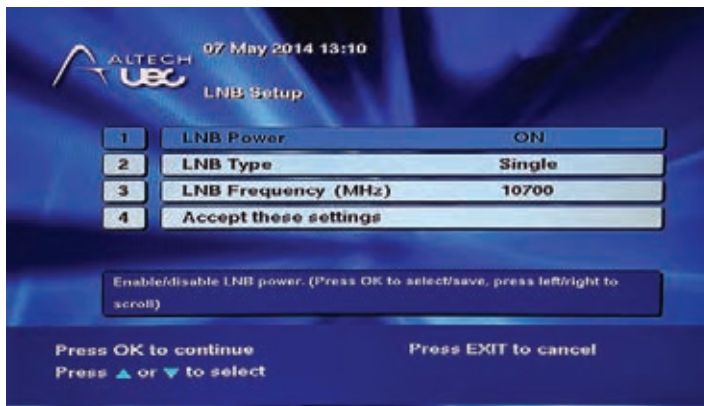 ALTECH
UEC
07 May 2014 13:10
LNB Setup
1 LNB Power ON
2 LNB Type Single
3 LNB Frequency (MHz) 10700
4 Accept these settings
Enable/disable LNB power. (Press OK to select/save, press left/right to
scroll)
Press OK to continue Press EXIT to cancel
Press ▲ or ▼ to select